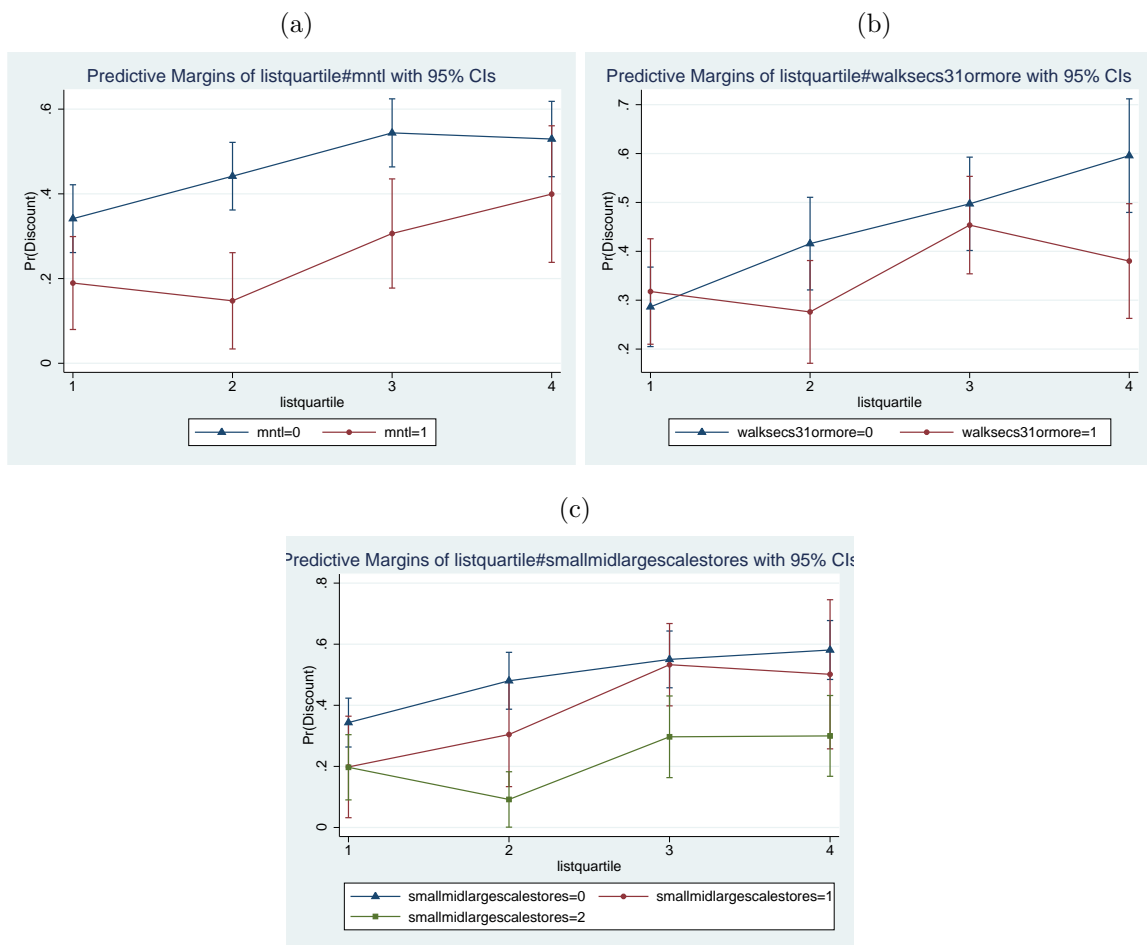 (a)
Predictive Margins of listquartile#mntl with 95% CIs
Pr(Discount)
.6
.4
.2
0
1 2 3 4
listquartile
mntl=0 mntl=1
(b)
Predictive Margins of listquartile#walksecs31ormore with 95% CIs
Pr(Discount)
.7
.6
.5
.4
.3
.2
1 2 3 4
listquartile
walksecs31ormore=0 walksecs31ormore=1
(c)
Predictive Margins of listquartile#smallmidlargescalestores with 95% CIs
Pr(Discount)
.8
.6
.4
.2
0
1 2 3 4
listquartile
smallmidlargescalestores=0 smallmidlargescalestores=1
smallmidlargescalestores=2